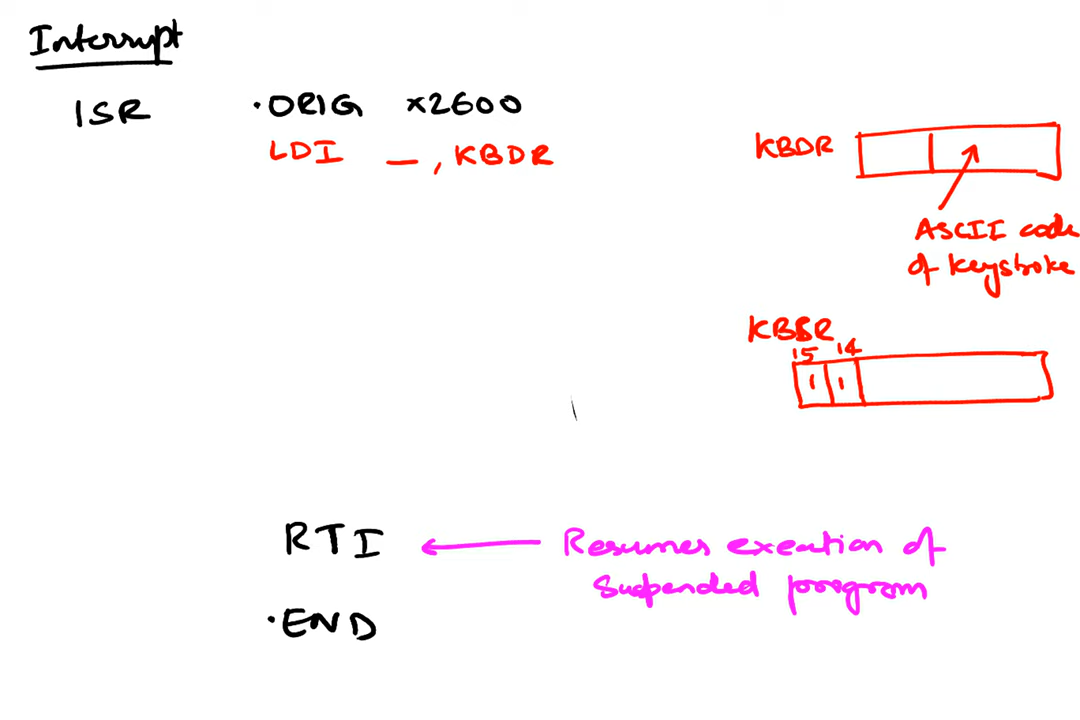 Interrupt
ISR .ORIG x2600
LDI _ , KBDR
KBDR
ASCII code
of keystroke
KBSR
15 14
1 1
RTI ← Resumes execution of
suspended program
.END